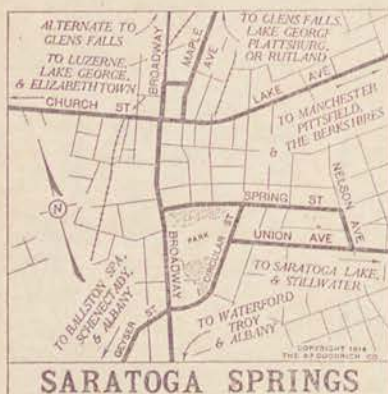 ALTERNATE TO
GLENS FALLS
TO LUZERNE,
LAKE GEORGE,
& ELIZABETHTOWN
BROADWAY
MAPLE AVE
TO GLENS FALLS,
LAKE GEORGE
PLATTSBURG,
OR RUTLAND
CHURCH ST
LAKE AVE
TO MANCHESTER
PITTSFIELD,
&
THE BERKSHIRES
NELSON AVE
SPRING ST
N
BROADWAY
PARK
CIRCULAR ST
UNION AVE
TO BALLSTON SPA,
SCHENECTADY,
& ALBANY
GEYSER ST
TO SARATOGA LAKE,
& STILLWATER
TO WATERFORD
TROY
& ALBANY
COPYRIGHT 1916
THE B.F. GOODRICH CO.
SARATOGA SPRINGS